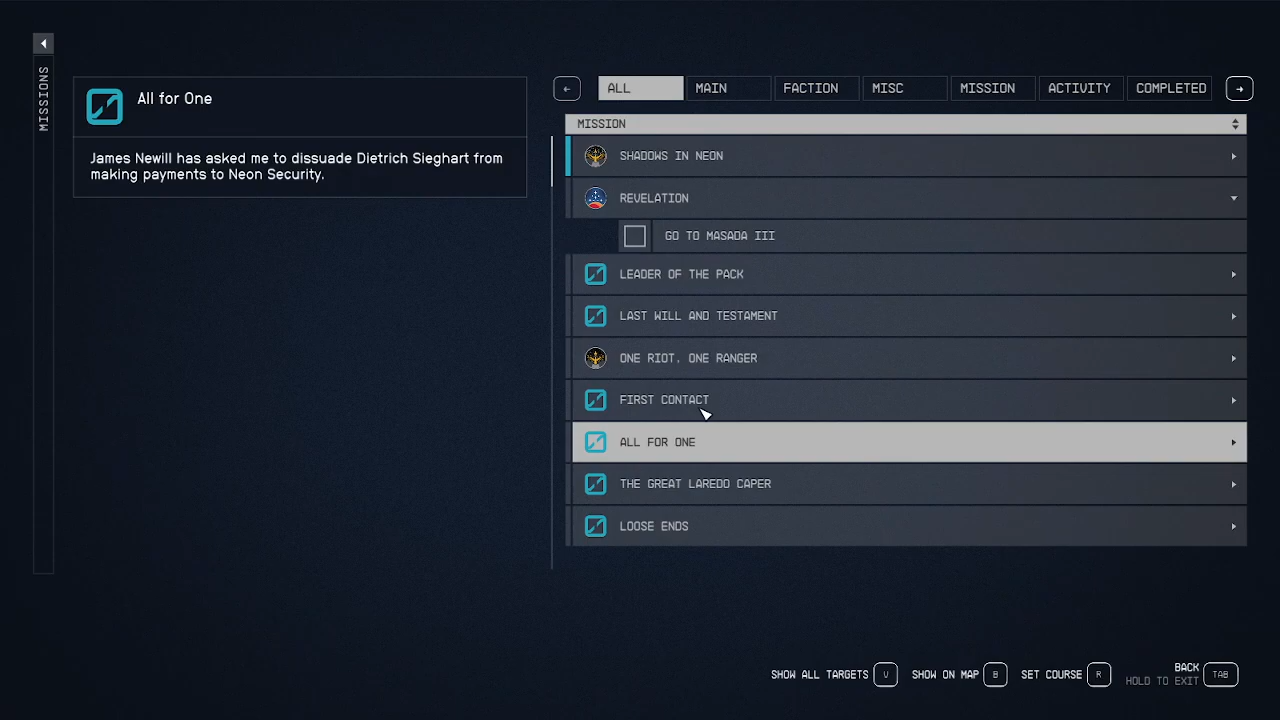 MISSIONS
All for One
James Newill has asked me to dissuade Dietrich Sieghart from
making payments to Neon Security.
ALL
MAIN
FACTION
MISC
MISSION
ACTIVITY
COMPLETED
MISSION
SHADOWS IN NEON
REVELATION
GO TO MASADA III
LEADER OF THE PACK
LAST WILL AND TESTAMENT
ONE RIOT, ONE RANGER
FIRST CONTACT
ALL FOR ONE
THE GREAT LAREDO CAPER
LOOSE ENDS
SHOW ALL TARGETS V
SHOW ON MAP B
SET COURSE R
BACK
HOLD TO EXIT
TAB